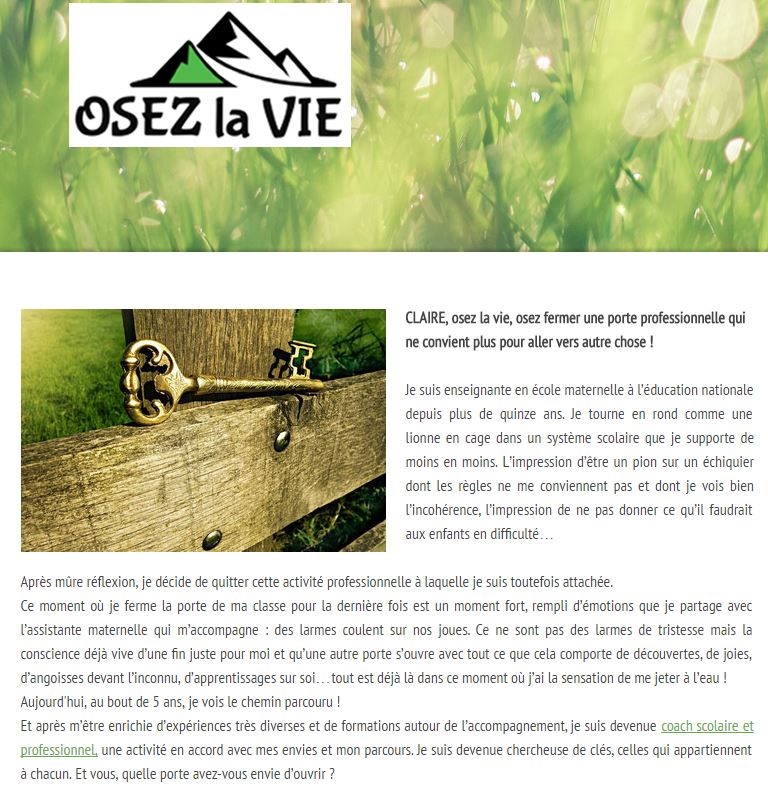 OSEZ la VIE
CLAIRE, osez la vie, osez fermer une porte professionnelle qui
ne convient plus pour aller vers autre chose !
Je suis enseignante en école maternelle à l'éducation nationale
depuis plus de quinze ans. Je tourne en rond comme une
lionne en cage dans un système scolaire que je supporte de
moins en moins. L'impression d'être un pion sur un échiquier
dont les règles ne me conviennent pas et dont je vois bien
l'incohérence, l'impression de ne pas donner ce qu'il faudrait
aux enfants en difficulté…
Après mûre réflexion, je décide de quitter cette activité professionnelle à laquelle je suis toutefois attachée.
Ce moment où je ferme la porte de ma classe pour la dernière fois est un moment fort, rempli d'émotions que je partage avec
l'assistante maternelle qui m'accompagne : des larmes coulent sur nos joues. Ce ne sont pas des larmes de tristesse mais la
conscience déjà vive d'une fin juste pour moi et qu'une autre porte s'ouvre avec tout ce que cela comporte de découvertes, de joies,
d'angoisses devant l'inconnu, d'apprentissages sur soi…tout est déjà là dans ce moment où j'ai la sensation de me jeter à l'eau !
Aujourd'hui, au bout de 5 ans, je vois le chemin parcouru !
Et après m'être enrichie d'expériences très diverses et de formations autour de l'accompagnement, je suis devenue coach scolaire et
professionnel, une activité en accord avec mes envies et mon parcours. Je suis devenue chercheuse de clés, celles qui appartiennent
à chacun. Et vous, quelle porte avez-vous envie d'ouvrir ?